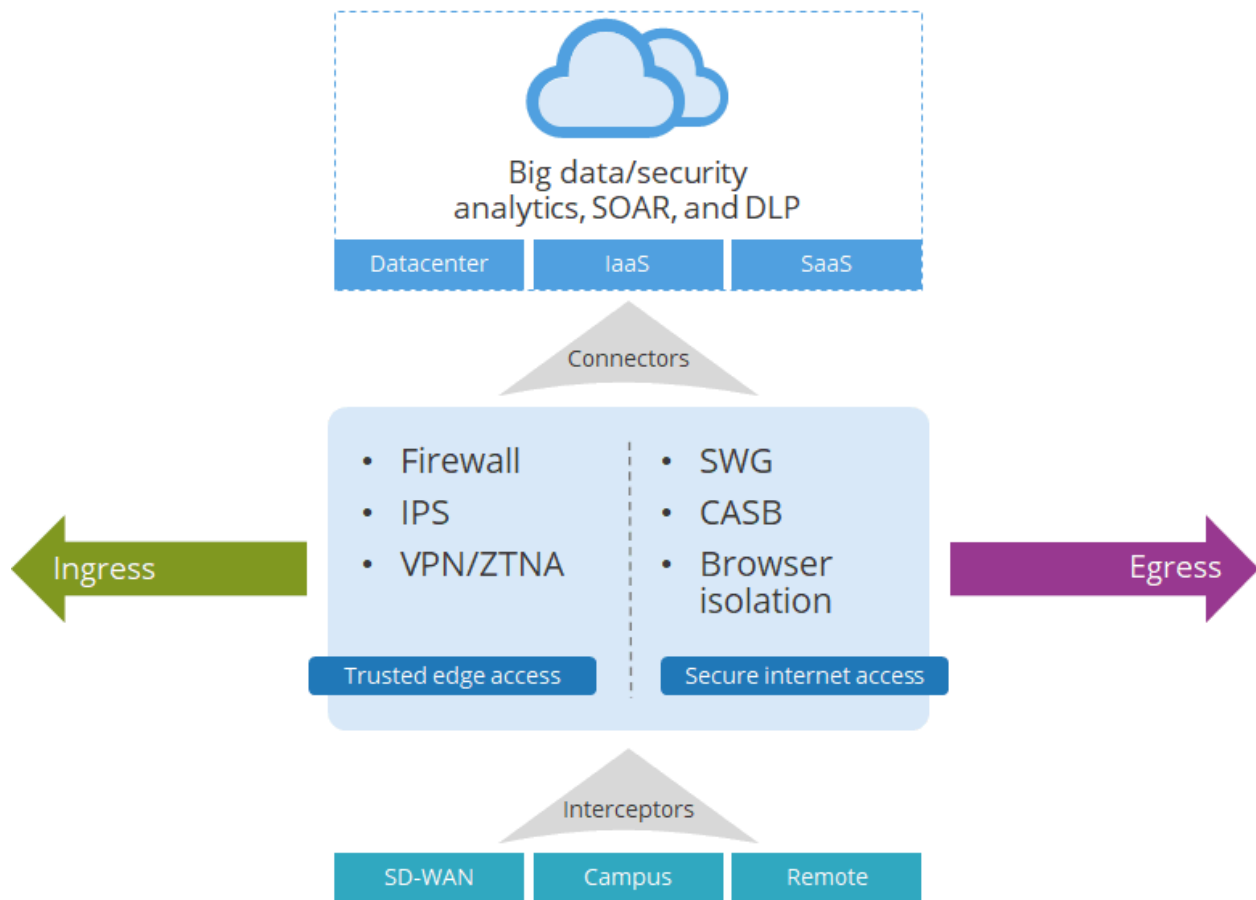 Big data/security
analytics, SOAR, and DLP
Datacenter
IaaS
SaaS
Connectors
• Firewall
• IPS
• VPN/ZTNA
Trusted edge access
• SWG
• CASB
• Browser
isolation
Secure internet access
Ingress
Egress
Interceptors
SD-WAN
Campus
Remote